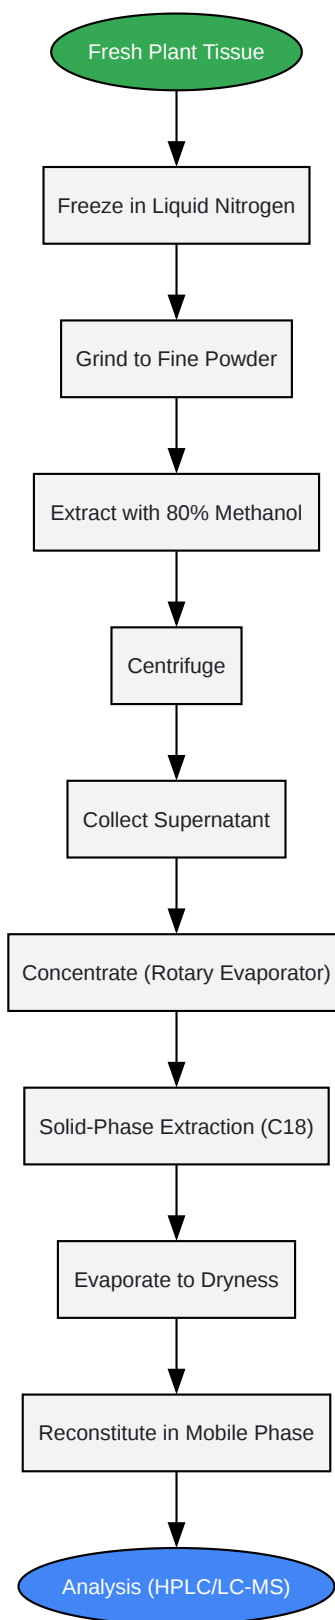 Fresh Plant Tissue
Freeze in Liquid Nitrogen
Grind to Fine Powder
Extract with 80% Methanol
Centrifuge
Collect Supernatant
Concentrate (Rotary Evaporator)
Solid-Phase Extraction (C18)
Evaporate to Dryness
Reconstitute in Mobile Phase
Analysis (HPLC/LC-MS)